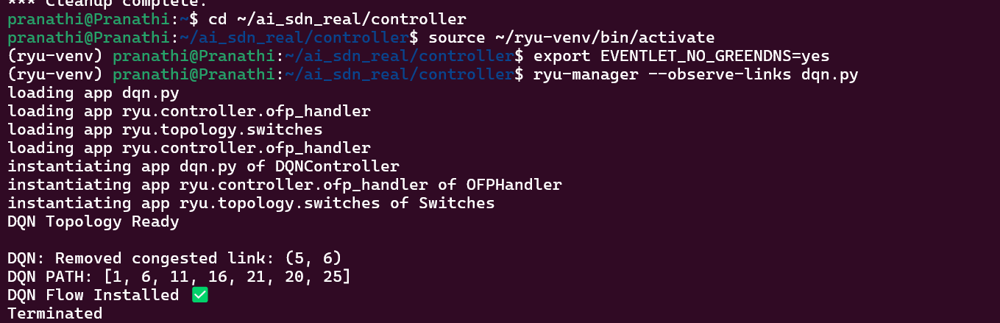 *** Cleanup complete.
pranathi@Pranathi:~$ cd ~/ai_sdn_real/controller
pranathi@Pranathi:~/ai_sdn_real/controller$ source ~/ryu-venv/bin/activate
(ryu-venv) pranathi@Pranathi:~/ai_sdn_real/controller$ export EVENTLET_NO_GREENDNS=yes
(ryu-venv) pranathi@Pranathi:~/ai_sdn_real/controller$ ryu-manager --observe-links dqn.py
loading app dqn.py
loading app ryu.controller.ofp_handler
loading app ryu.topology.switches
loading app ryu.controller.ofp_handler
instantiating app dqn.py of DQNController
instantiating app ryu.controller.ofp_handler of OFPHandler
instantiating app ryu.topology.switches of Switches
DQN Topology Ready
DQN: Removed congested link: (5, 6)
DQN PATH: [1, 6, 11, 16, 21, 20, 25]
DQN Flow Installed ✅
Terminated